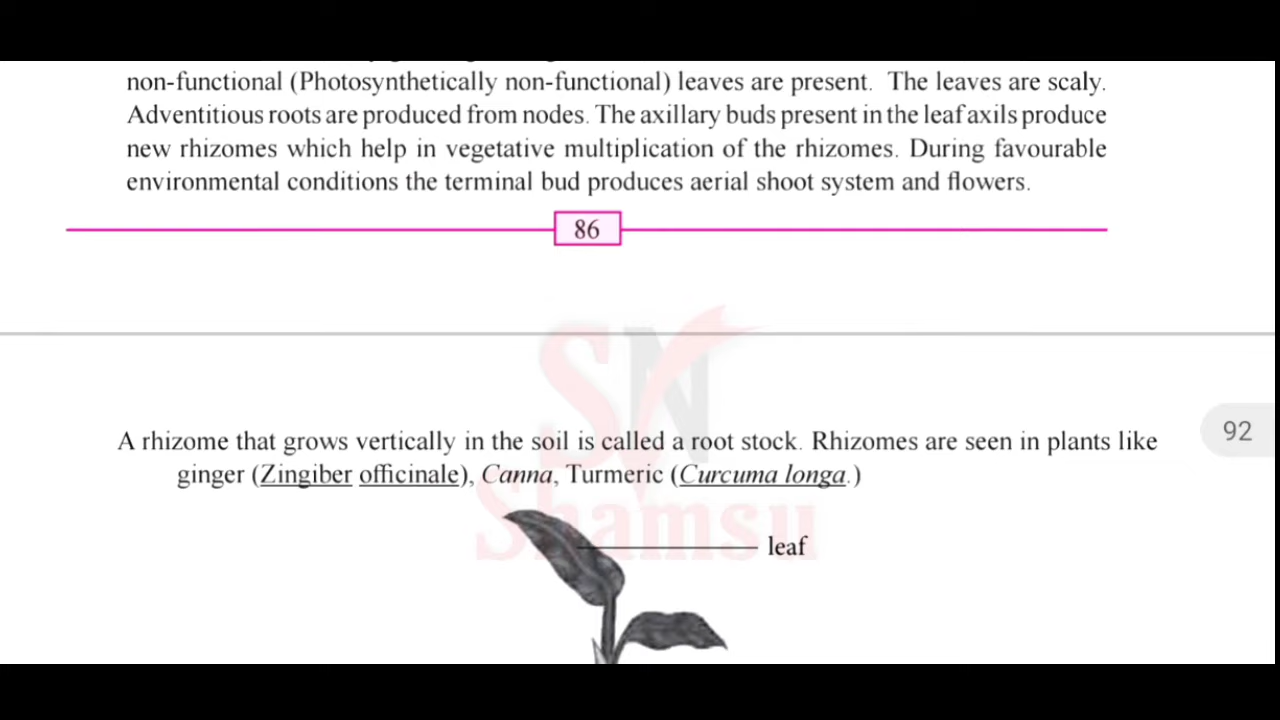 non-functional (Photosynthetically non-functional) leaves are present. The leaves are scaly.
Adventitious roots are produced from nodes. The axillary buds present in the leaf axils produce
new rhizomes which help in vegetative multiplication of the rhizomes. During favourable
environmental conditions the terminal bud produces aerial shoot system and flowers.
86
SN
92
A rhizome that grows vertically in the soil is called a root stock. Rhizomes are seen in plants like
ginger (Zingiber officinale), Canna, Turmeric (Curcuma longa.)
Shamsu
leaf